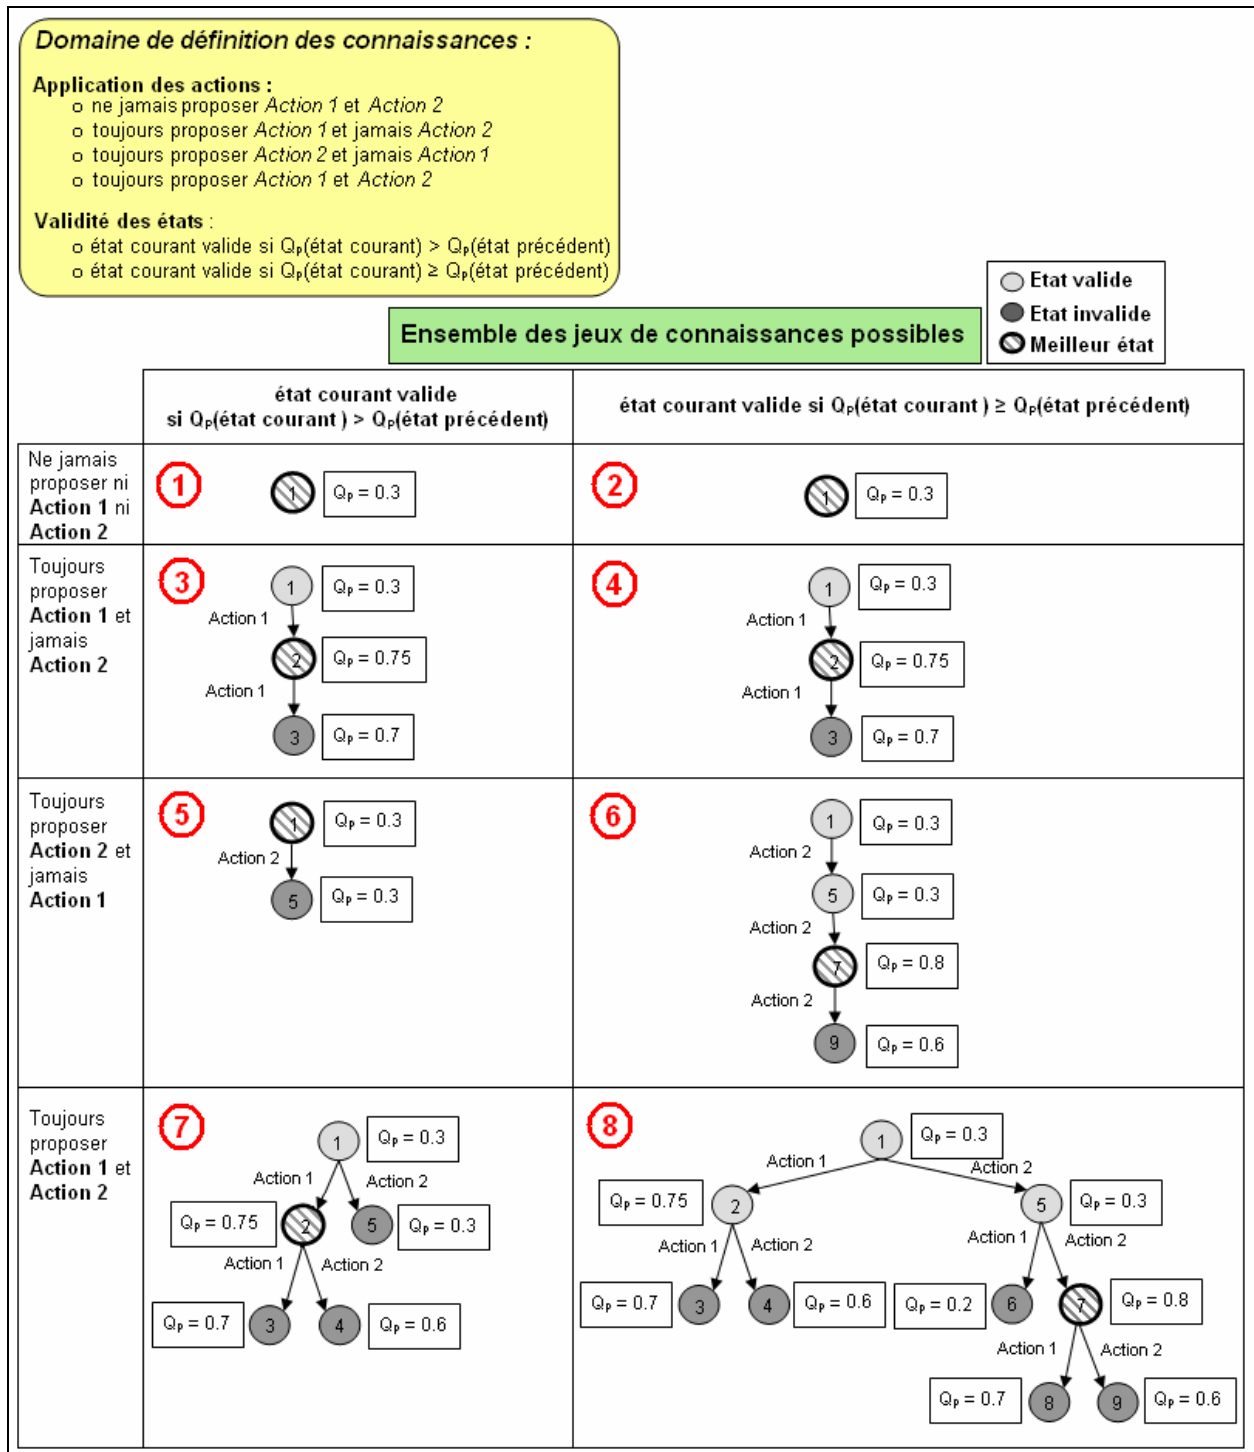 Domaine de définition des connaissances :
Application des actions :
o ne jamais proposer Action 1 et Action 2
o toujours proposer Action 1 et jamais Action 2
o toujours proposer Action 2 et jamais Action 1
o toujours proposer Action 1 et Action 2
Validité des états :
o état courant valide si Qₚ(état courant) > Qₚ(état précédent)
o état courant valide si Qₚ(état courant) ≥ Qₚ(état précédent)
Etat valide
Etat invalide
Meilleur état
Ensemble des jeux de connaissances possibles
état courant valide
si Qₚ(état courant ) > Qₚ(état précédent)
état courant valide si Qₚ(état courant ) ≥ Qₚ(état précédent)
Ne jamais
proposer ni
Action 1 ni
Action 2
1
1
Qₚ = 0.3
2
1
Qₚ = 0.3
Toujours
proposer
Action 1 et
jamais
Action 2
3
1
Qₚ = 0.3
Action 1
2
Qₚ = 0.75
Action 1
3
Qₚ = 0.7
4
1
Qₚ = 0.3
Action 1
2
Qₚ = 0.75
Action 1
3
Qₚ = 0.7
Toujours
proposer
Action 2 et
jamais
Action 1
5
1
Qₚ = 0.3
Action 2
5
Qₚ = 0.3
6
1
Qₚ = 0.3
Action 2
5
Qₚ = 0.3
Action 2
7
Qₚ = 0.8
Action 2
9
Qₚ = 0.6
Toujours
proposer
Action 1 et
Action 2
7
1
Qₚ = 0.3
Action 1
Action 2
Qₚ = 0.75
2
5
Qₚ = 0.3
Action 1
Action 2
Qₚ = 0.7
3
4
Qₚ = 0.6
8
1
Qₚ = 0.3
Action 1
Action 2
Qₚ = 0.75
2
5
Qₚ = 0.3
Action 1
Action 2
Action 1
Action 2
Qₚ = 0.7
3
4
Qₚ = 0.6
Qₚ = 0.2
6
7
Qₚ = 0.8
Action 1
Action 2
Qₚ = 0.7
8
9
Qₚ = 0.6